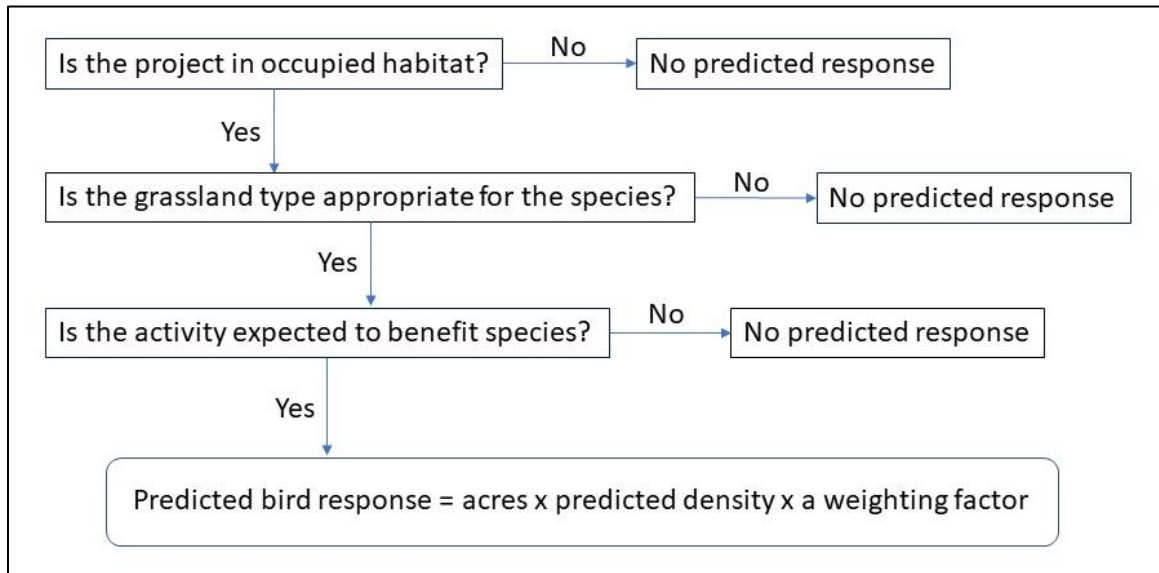 Is the project in occupied habitat?
No
No predicted response
Yes
Is the grassland type appropriate for the species?
No
No predicted response
Yes
Is the activity expected to benefit species?
No
No predicted response
Yes
Predicted bird response = acres x predicted density x a weighting factor